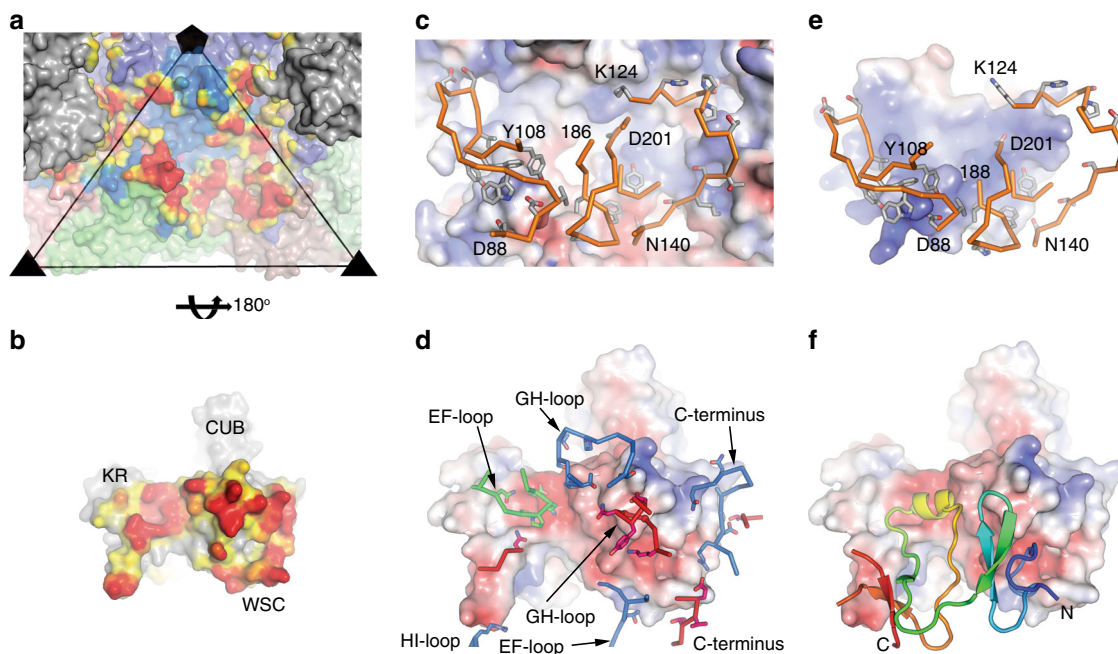 a
180°
b
CUB
KR
WSC
c
K124
Y108
186
D201
D88
N140
d
GH-loop
EF-loop
C-terminus
GH-loop
HI-loop
EF-loop
C-terminus
e
K124
Y108
D201
188
D88
N140
f
N
C